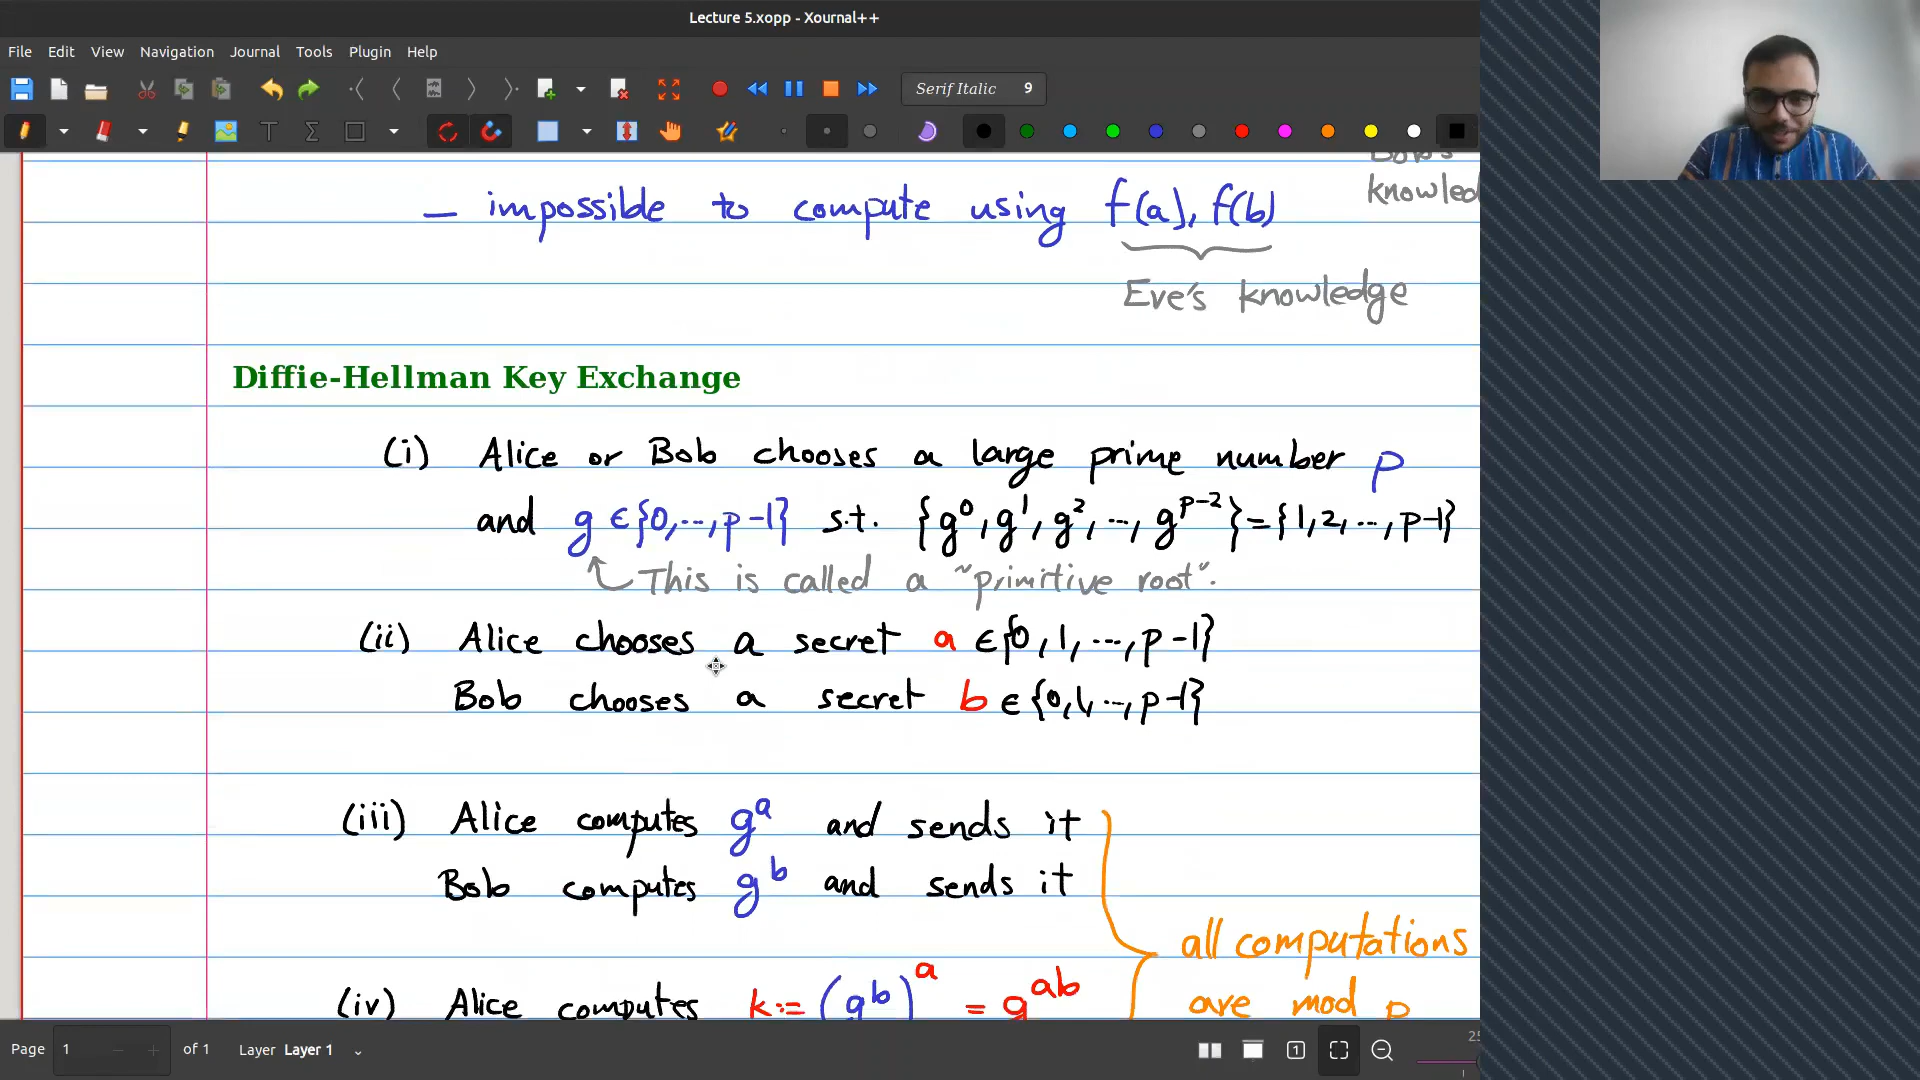 Lecture 5.xopp - Xournal++
File Edit View Navigation Journal Tools Plugin Help
Serif Italic 9
Bob's
knowled
— impossible to compute using f(a), f(b)
Eve's knowledge
Diffie-Hellman Key Exchange
(i) Alice or Bob chooses a large prime number p
and g ∈ {0,..,p-1} s.t. {g⁰, g¹, g², .., g^{p-2}} = {1,2,..,p-1}
This is called a "primitive root".
(ii) Alice chooses a secret a ∈ {0,1,..,p-1}
Bob chooses a secret b ∈ {0,1,..,p-1}
(iii) Alice computes g^a and sends it
Bob computes g^b and sends it
all computations
are mod p
(iv) Alice computes k := (g^b)^a = g^{ab}
Page 1 of 1 Layer Layer 1